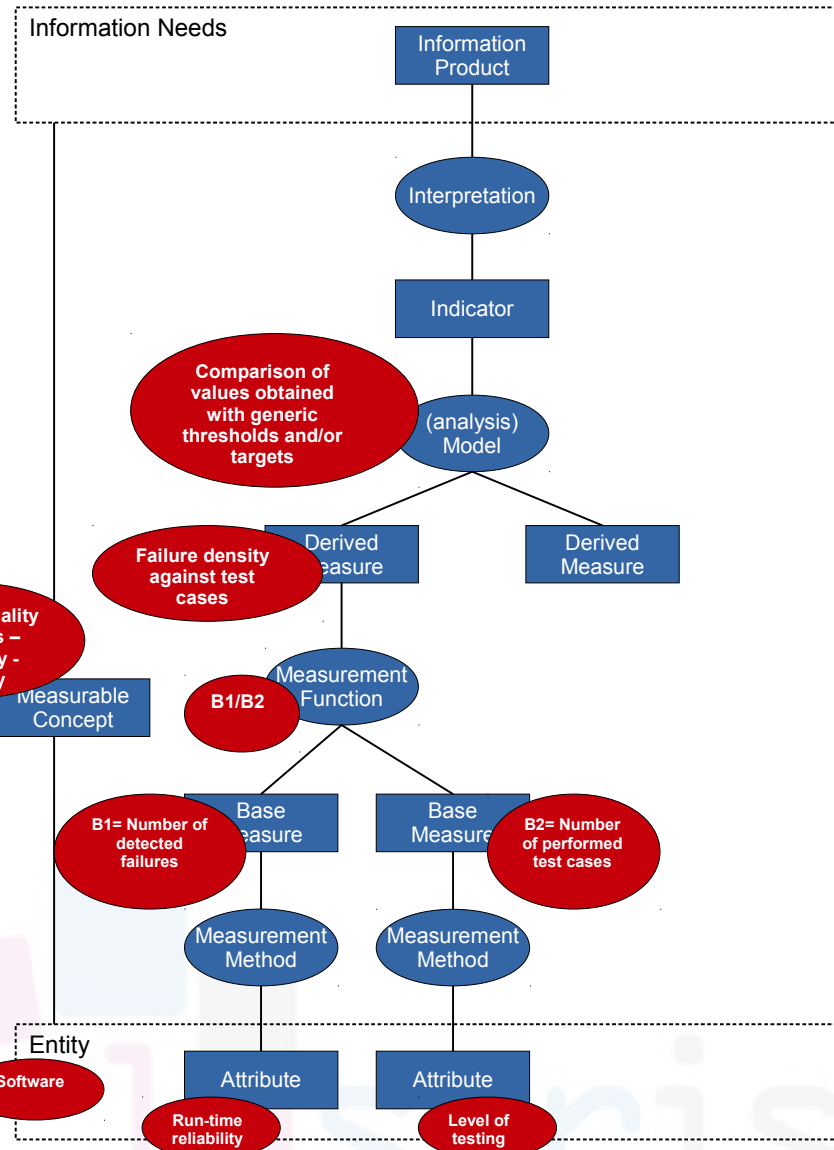 Information Needs
Information
Product
Interpretation
Indicator
Comparison of
values obtained
with generic
thresholds and/or
targets
(analysis)
Model
Failure density
against test
cases
Derived
Measure
Derived
Measure
Measurable
Concept
B1/B2
Measurement
Function
B1= Number of
detected
failures
Base
Base
Measure
B2= Number
of performed
test cases
Measurement
Method
Measurement
Method
Entity
Software
Attribute
Attribute
Run-time
reliability
Level of
testing